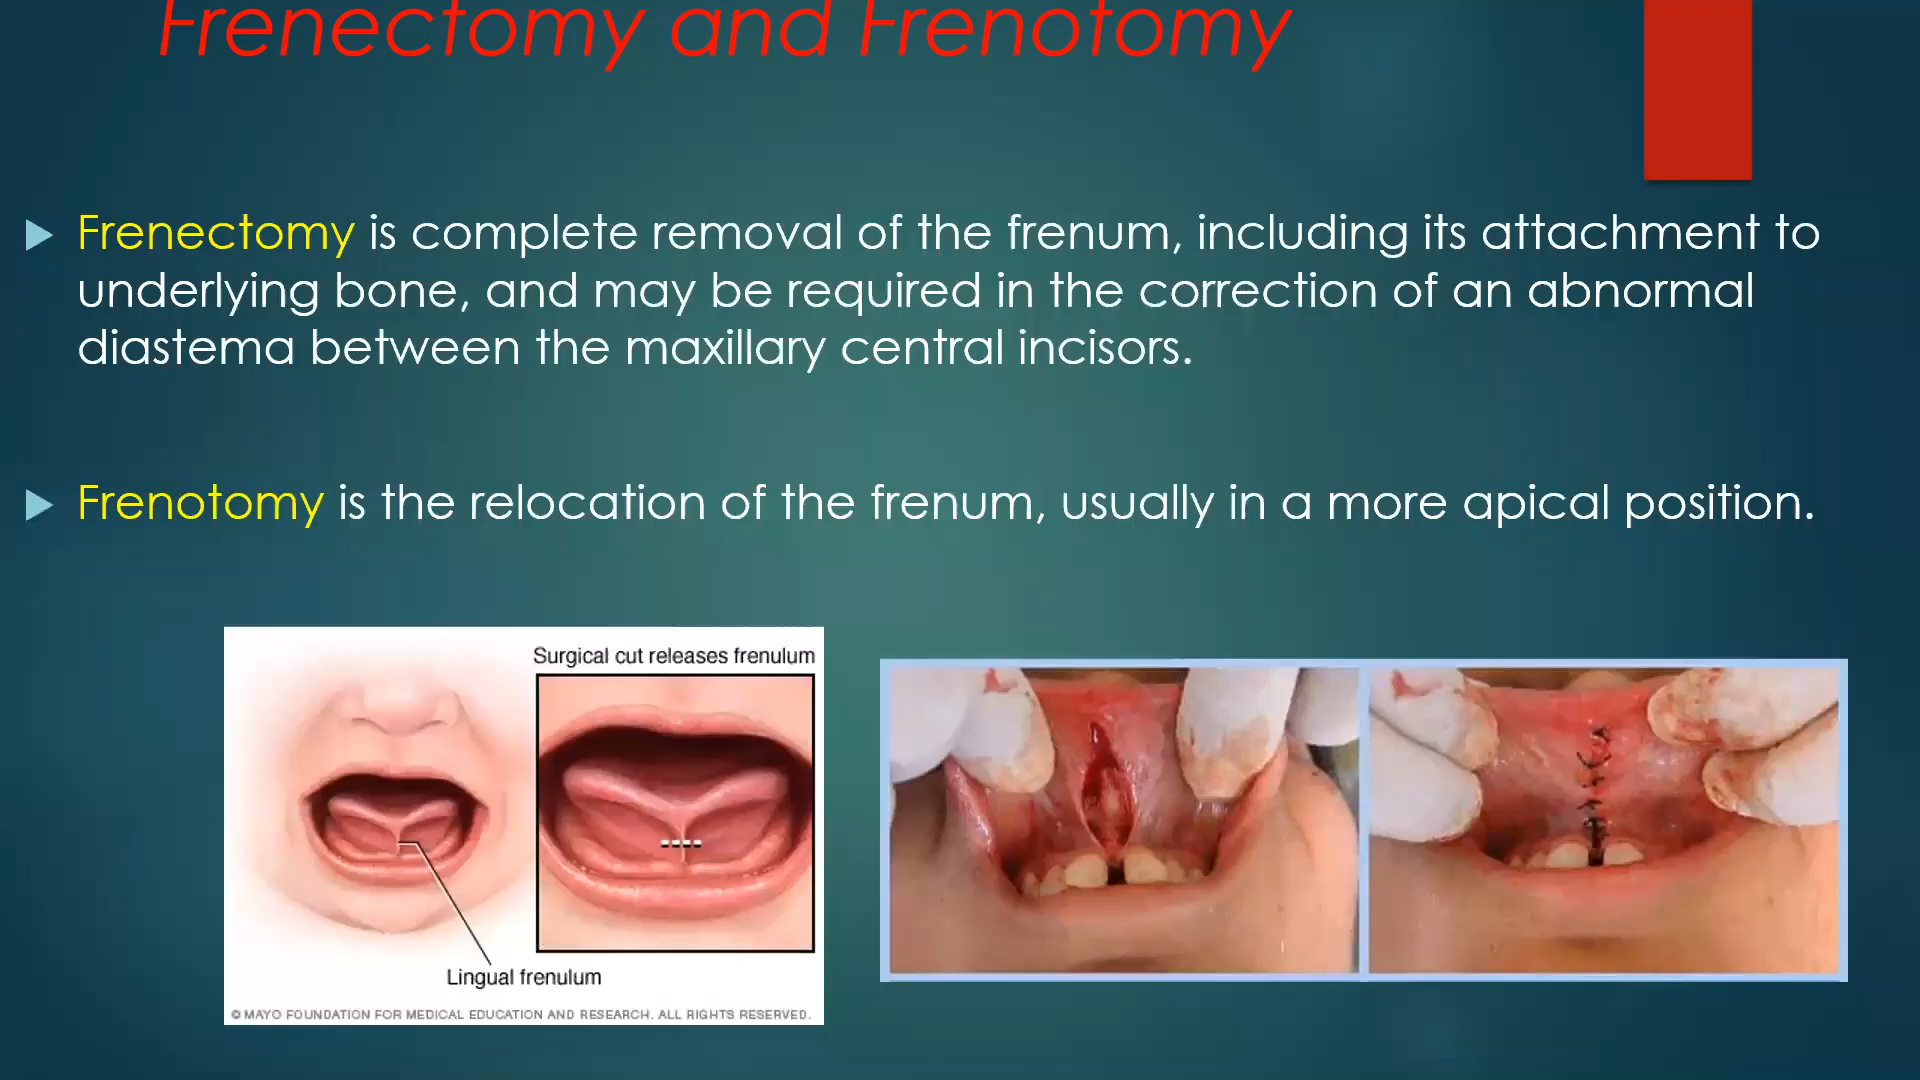 Frenectomy and Frenotomy
Frenectomy is complete removal of the frenum, including its attachment to
underlying bone, and may be required in the correction of an abnormal
diastema between the maxillary central incisors.
Frenotomy is the relocation of the frenum, usually in a more apical position.
Surgical cut releases frenulum
Lingual frenulum
© MAYO FOUNDATION FOR MEDICAL EDUCATION AND RESEARCH. ALL RIGHTS RESERVED.